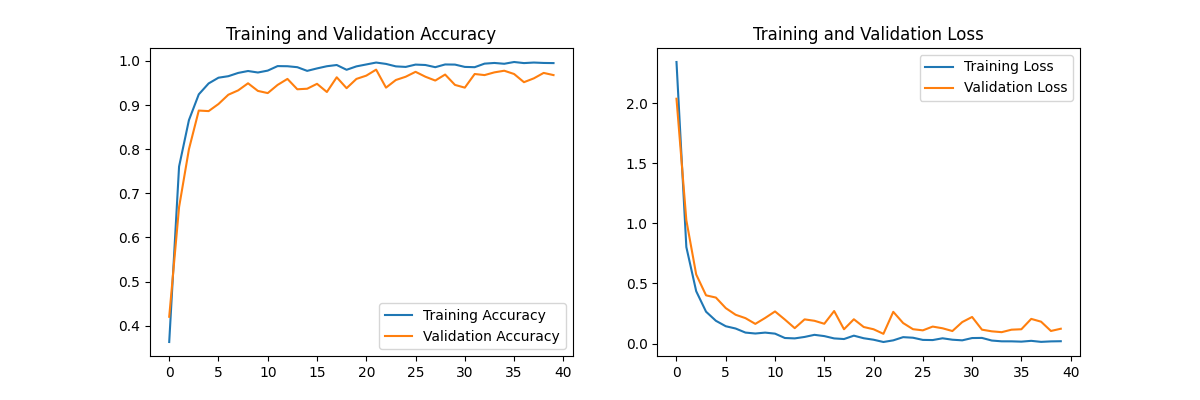 Training and Validation Accuracy
1.0
0.9
0.8
0.7
0.6
0.5
0.4
0 5 10 15 20 25 30 35 40
Training Accuracy
Validation Accuracy
Training and Validation Loss
2.0
1.5
1.0
0.5
0.0
0 5 10 15 20 25 30 35 40
Training Loss
Validation Loss